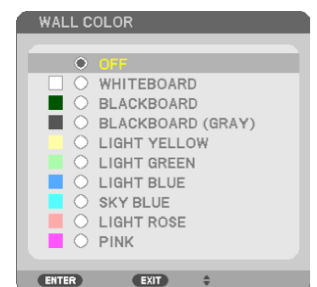 WALL COLOR
OFF
WHITEBOARD
BLACKBOARD
BLACKBOARD (GRAY)
LIGHT YELLOW
LIGHT GREEN
LIGHT BLUE
SKY BLUE
LIGHT ROSE
PINK
ENTER EXIT